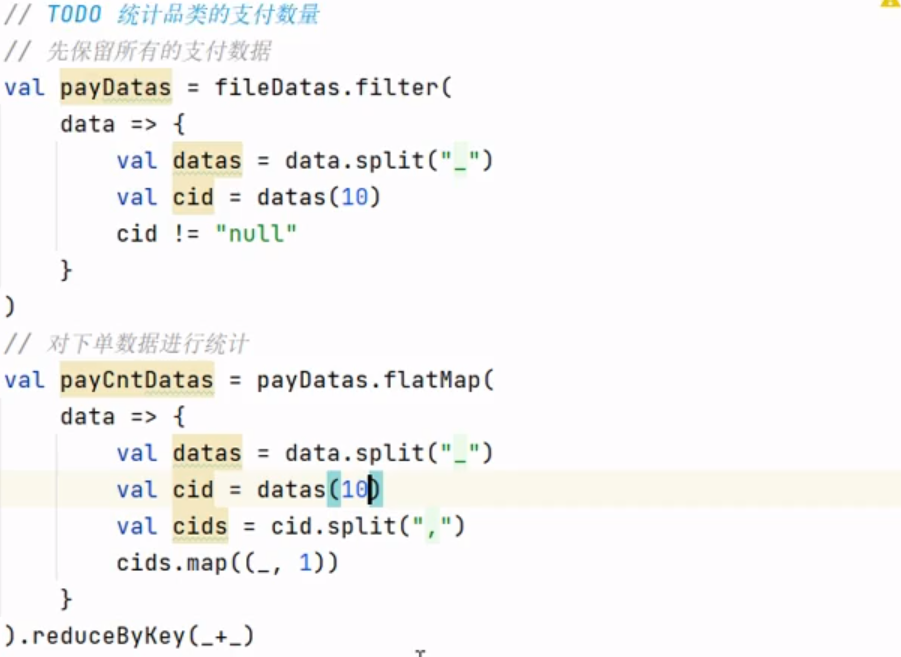 // TODO 统计品类的支付数量
// 先保留所有的支付数据
val payDatas = fileDatas.filter(
    data => {
        val datas = data.split("_")
        val cid = datas(10)
        cid != "null"
    }
)
// 对下单数据进行统计
val payCntDatas = payDatas.flatMap(
    data => {
        val datas = data.split("_")
        val cid = datas(10)
        val cids = cid.split(",")
        cids.map((_, 1))
    }
).reduceByKey(_+_)